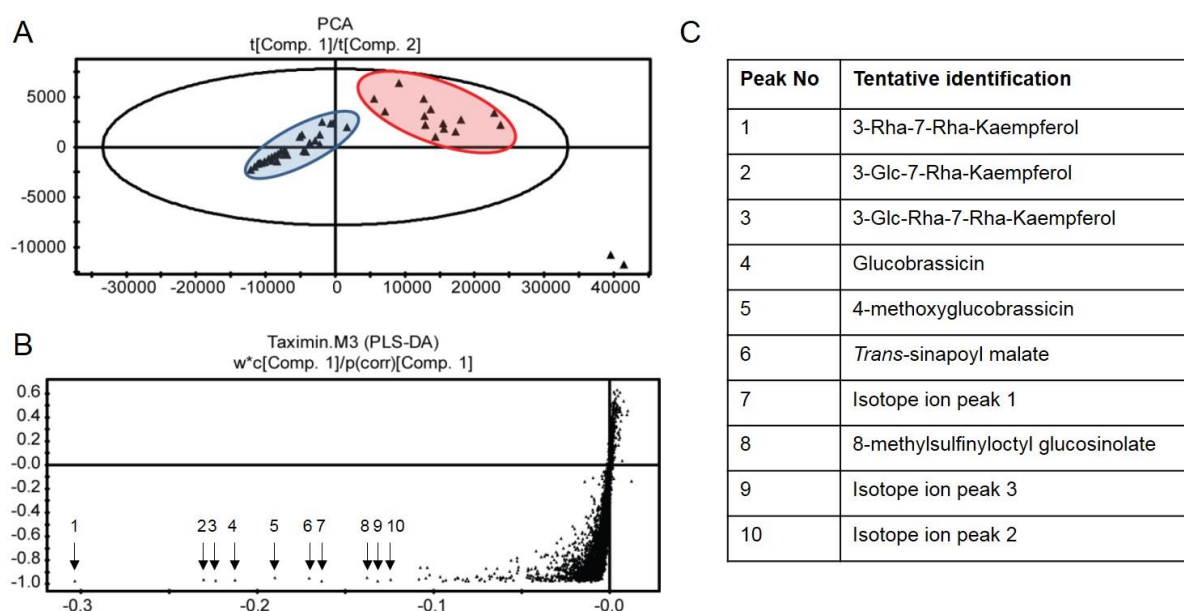 A
PCA
t[Comp. 1]/t[Comp. 2]
5000
0
-5000
-10000
-30000 -20000 -10000 0 10000 20000 30000 40000
B
Taximin.M3 (PLS-DA)
w*c[Comp. 1]/p(corr)[Comp. 1]
0.6
0.4
0.2
-0.0
-0.2
-0.4
-0.6
-0.8
-1.0
1 23 4 5 6 7 8 9 10
-0.3 -0.2 -0.1 -0.0
C
Peak No Tentative identification
1 3-Rha-7-Rha-Kaempferol
2 3-Glc-7-Rha-Kaempferol
3 3-Glc-Rha-7-Rha-Kaempferol
4 Glucobrassicin
5 4-methoxyglucobrassicin
6 Trans-sinapoyl malate
7 Isotope ion peak 1
8 8-methylsulfinyloctyl glucosinolate
9 Isotope ion peak 3
10 Isotope ion peak 2